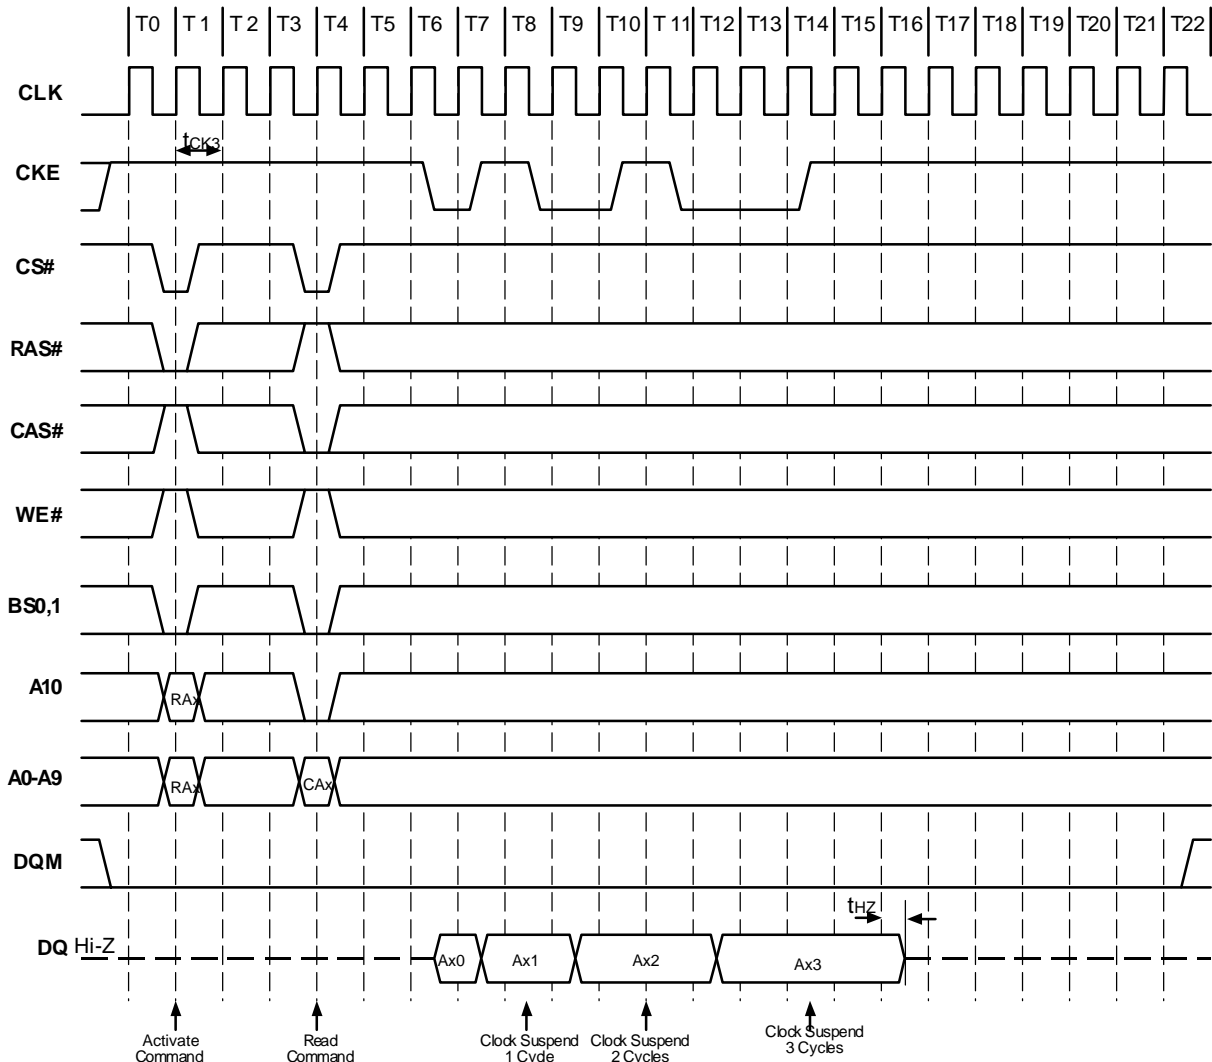 T0 T1 T2 T3 T4 T5 T6 T7 T8 T9 T10 T11 T12 T13 T14 T15 T16 T17 T18 T19 T20 T21 T22
CLK
tCK3
CKE
CS#
RAS#
CAS#
WE#
BS0,1
A10
RAx
A0-A9
RAx CAx
DQM
tHZ
DQ Hi-Z
Ax0 Ax1 Ax2 Ax3
Activate
Command
Read
Command
Clock Suspend
1 Cycle
Clock Suspend
2 Cycles
Clock Suspend
3 Cycles